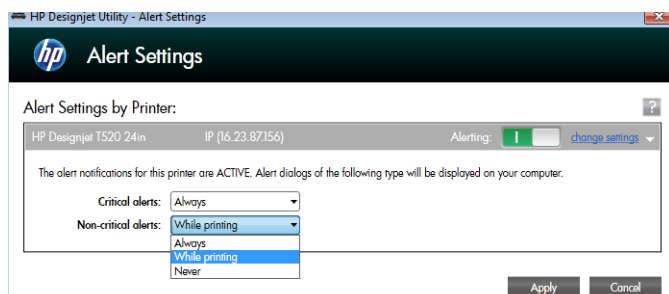 HP Designjet Utility - Alert Settings
hp Alert Settings
Alert Settings by Printer:
?
HP Designjet T520 24in IP (16.23.87.156) Alerting: change settings
The alert notifications for this printer are ACTIVE. Alert dialogs of the following type will be displayed on your computer.
Critical alerts: Always
Non-critical alerts: While printing
Always
While printing
Never
Apply Cancel